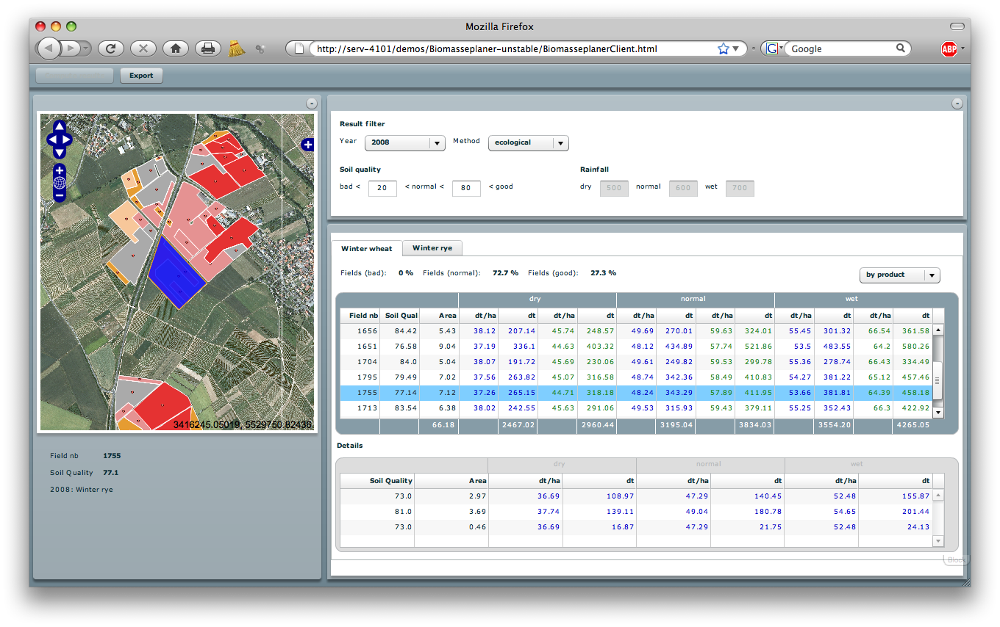 Mozilla Firefox
http://serv-4101/demos/Biomasseplaner-unstable/BiomasseplanerClient.html
G Google
ABP
Export
3416245.05019, 5529750.82436
Field nb 1755
Soil Quality 77.1
2008: Winter rye
Result filter
Year 2008 Method ecological
Soil quality Rainfall
bad < 20 < normal < 80 < good dry 500 normal 600 wet 700
Winter wheat Winter rye
Fields (bad): 0 % Fields (normal): 72.7 % Fields (good): 27.3 % by product
dry normal wet
Field nb Soil Quali Area dt/ha dt dt/ha dt dt/ha dt dt/ha dt dt/ha dt dt/ha dt
1656 84.42 5.43 38.12 207.14 45.74 248.57 49.69 270.01 59.63 324.01 55.45 301.32 66.54 361.58
1651 76.58 9.04 37.19 336.1 44.63 403.32 48.12 434.89 57.74 521.86 53.5 483.55 64.2 580.26
1704 84.0 5.04 38.07 191.72 45.69 230.06 49.61 249.82 59.53 299.78 55.36 278.74 66.43 334.49
1795 79.49 7.02 37.56 263.82 45.07 316.58 48.74 342.36 58.49 410.83 54.27 381.22 65.12 457.46
1755 77.14 7.12 37.26 265.15 44.71 318.18 48.24 343.29 57.89 411.95 53.66 381.81 64.39 458.18
1713 83.54 6.38 38.02 242.55 45.63 291.06 49.53 315.93 59.43 379.11 55.25 352.43 66.3 422.92
66.18 2467.02 2960.44 3195.04 3834.03 3554.20 4265.05
Details
dry normal wet
Soil Quality Area dt/ha dt dt/ha dt dt/ha dt
73.0 2.97 36.69 108.97 47.29 140.45 52.48 155.87
81.0 3.69 37.74 139.11 49.04 180.78 54.65 201.44
73.0 0.46 36.69 16.87 47.29 21.75 52.48 24.13
Block